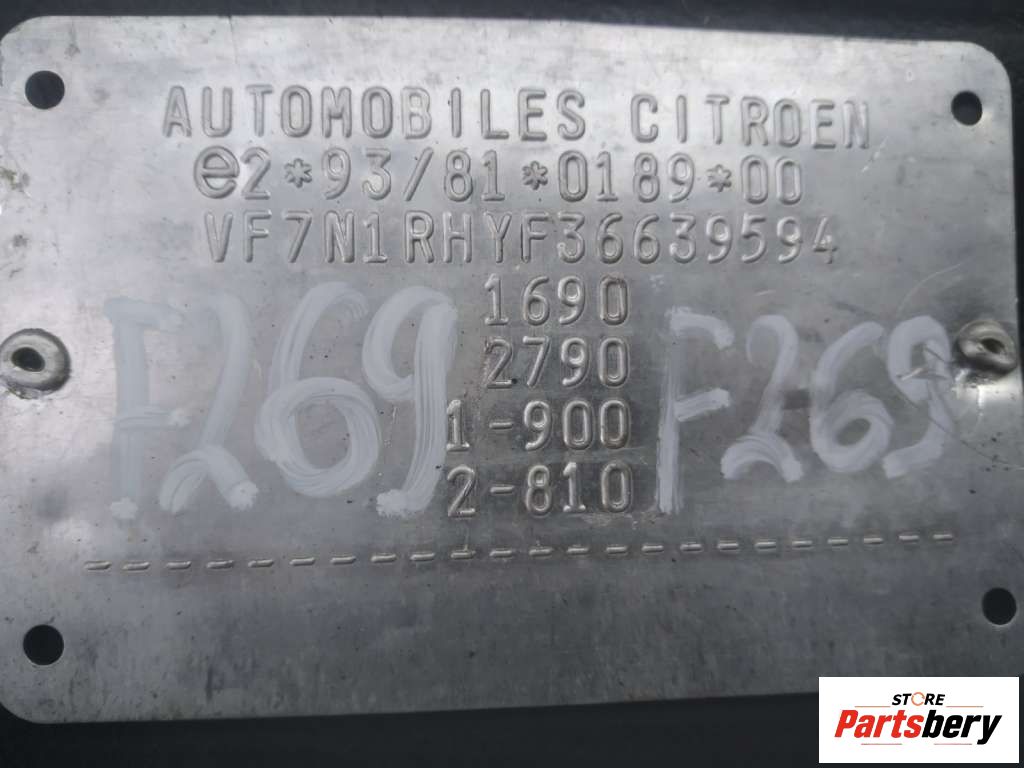 AUTOMOBILES CITROEN
e2*93/81*0189*00
VF7N1RHYF36639594
1690
2790
1-900
2-810
F269
F269
--------------------------------
STORE
Partsbery